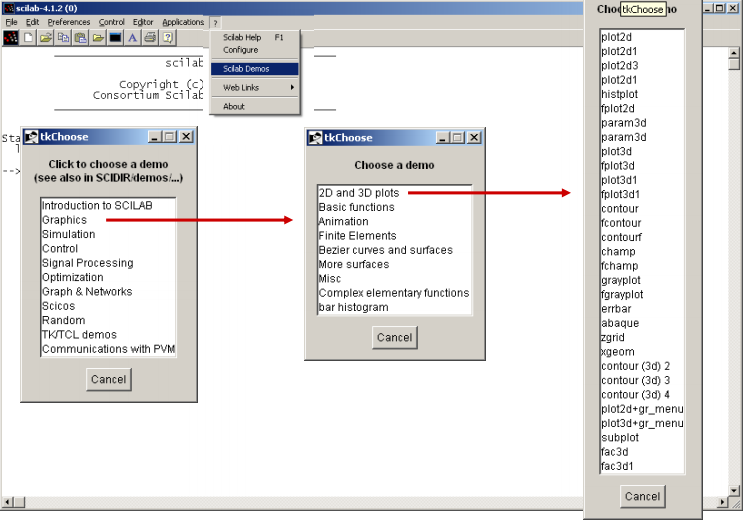 scilab-4.1.2 (0)
File Edit Preferences Control Editor Applications ?
Scilab Help F1
Configure
Scilab Demos
Web Links
About
scilab
Copyright (c)
Consortium Scilab
Sta
-->
tkChoose
Click to choose a demo
(see also in SCIDIR/demos/...)
Introduction to SCILAB
Graphics
Simulation
Control
Signal Processing
Optimization
Graph & Networks
Scicos
Random
TK/TCL demos
Communications with PVM
Cancel
tkChoose
Choose a demo
2D and 3D plots
Basic functions
Animation
Finite Elements
Bezier curves and surfaces
More surfaces
Misc
Complex elementary functions
bar histogram
Cancel
tkChoose
plot2d
plot2d1
plot2d3
plot2d1
histplot
fplot2d
param3d
param3d
plot3d
fplot3d
plot3d1
fplot3d1
contour
fcontour
contourf
champ
fchamp
grayplot
fgrayplot
errbar
abaque
zgrid
xgeom
contour (3d) 2
contour (3d) 3
contour (3d) 4
plot2d+gr_menu
plot3d+gr_menu
subplot
fac3d
fac3d1
Cancel